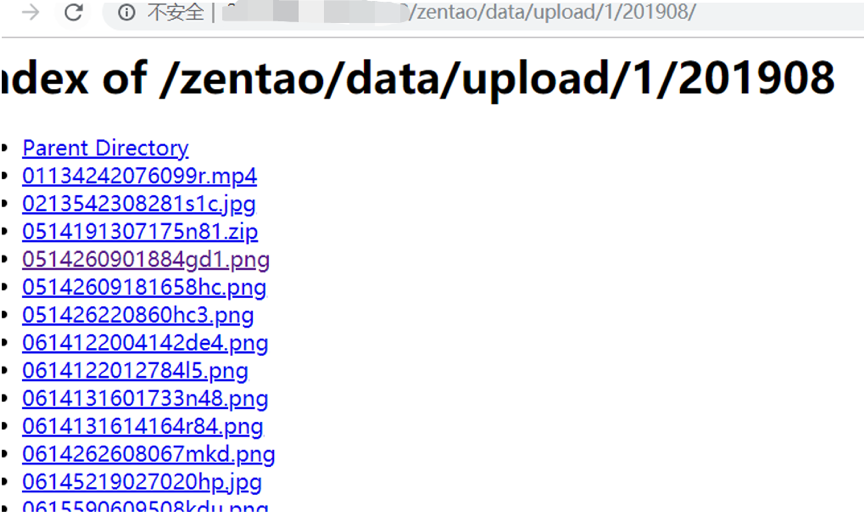 不安全 | /zentao/data/upload/1/201908/
ndex of /zentao/data/upload/1/201908
Parent Directory
01134242076099r.mp4
0213542308281s1c.jpg
0514191307175n81.zip
0514260901884gd1.png
05142609181658hc.png
051426220860hc3.png
0614122004142de4.png
0614122012784l5.png
0614131601733n48.png
0614131614164r84.png
0614262608067mkd.png
06145219027020hp.jpg
0615590609508kdu.png